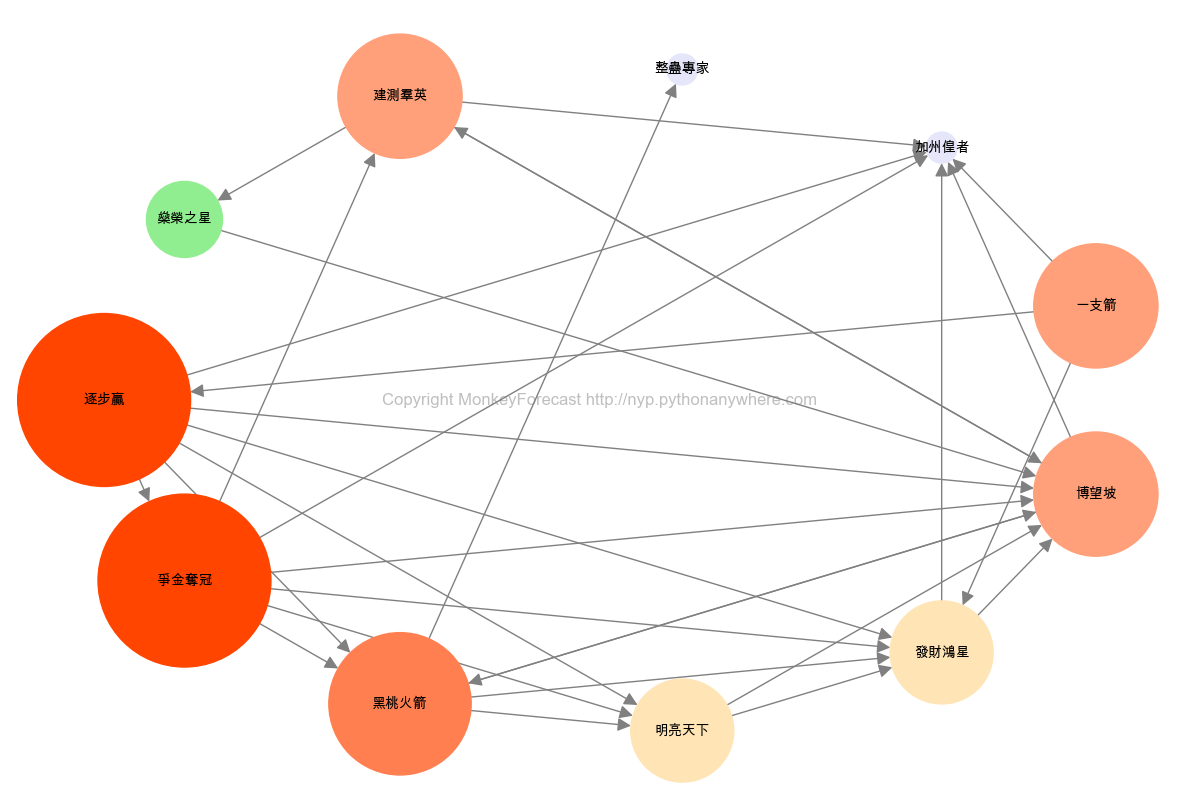 整蠱專家
建測羣英
加州偟者
燊榮之星
一支箭
逐步贏
Copyright MonkeyForecast http://nyp.pythonanywhere.com
博望坡
爭金奪冠
發財鴻星
黑桃火箭
明亮天下